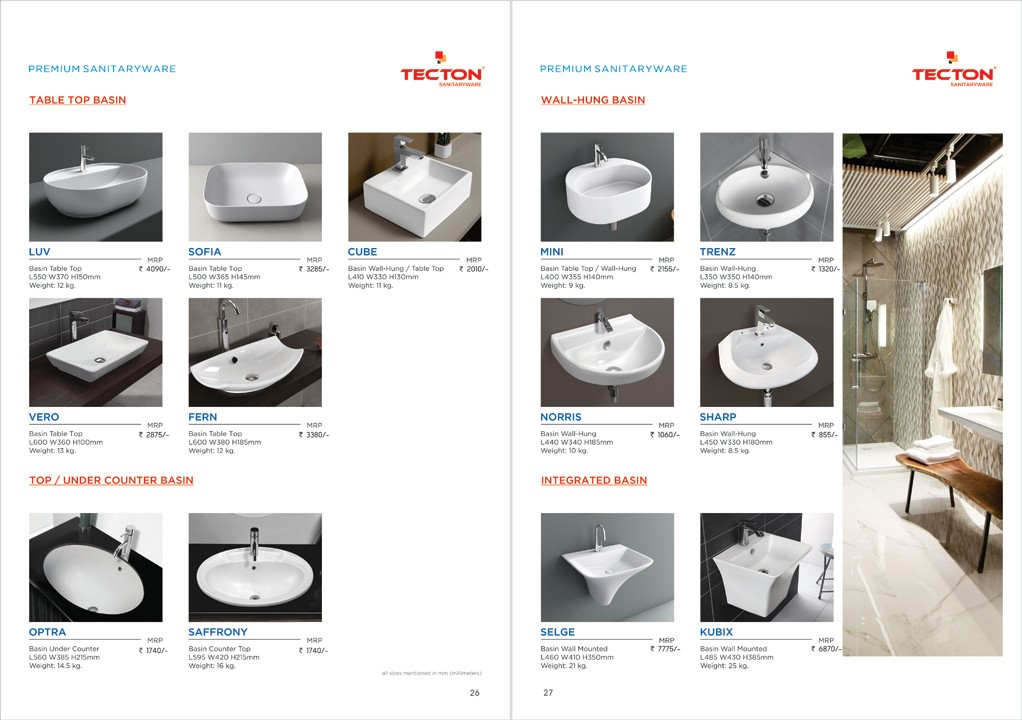 PREMIUM SANITARYWARE
TECTON®
SANITARYWARE
TABLE TOP BASIN
LUV
MRP
Basin Table Top
₹ 4090/-
L550 W370 H150mm
Weight: 12 kg.
SOFIA
MRP
Basin Table Top
₹ 3285/-
L500 W365 H145mm
Weight: 11 kg.
CUBE
MRP
Basin Wall-Hung / Table Top
₹ 2010/-
L410 W330 H130mm
Weight: 11 kg.
VERO
MRP
Basin Table Top
₹ 2875/-
L600 W360 H100mm
Weight: 13 kg.
FERN
MRP
Basin Table Top
₹ 3380/-
L600 W380 H185mm
Weight: 12 kg.
TOP / UNDER COUNTER BASIN
OPTRA
MRP
Basin Under Counter
₹ 1740/-
L560 W385 H215mm
Weight: 14.5 kg.
SAFFRONY
MRP
Basin Counter Top
₹ 1740/-
L595 W420 H215mm
Weight: 16 kg.
all sizes mentioned in mm (millimeters)
26
PREMIUM SANITARYWARE
TECTON®
SANITARYWARE
WALL-HUNG BASIN
MINI
MRP
Basin Table Top / Wall-Hung
₹ 2155/-
L400 W355 H140mm
Weight: 9 kg.
TRENZ
MRP
Basin Wall-Hung
₹ 1320/-
L350 W350 H140mm
Weight: 8.5 kg.
NORRIS
MRP
Basin Wall-Hung
₹ 1060/-
L440 W340 H185mm
Weight: 10 kg.
SHARP
MRP
Basin Wall-Hung
₹ 855/-
L450 W330 H180mm
Weight: 8.5 kg.
INTEGRATED BASIN
SELGE
MRP
Basin Wall Mounted
₹ 7775/-
L460 W410 H350mm
Weight: 21 kg.
KUBIX
MRP
Basin Wall Mounted
₹ 6870/-
L485 W430 H385mm
Weight: 25 kg.
27